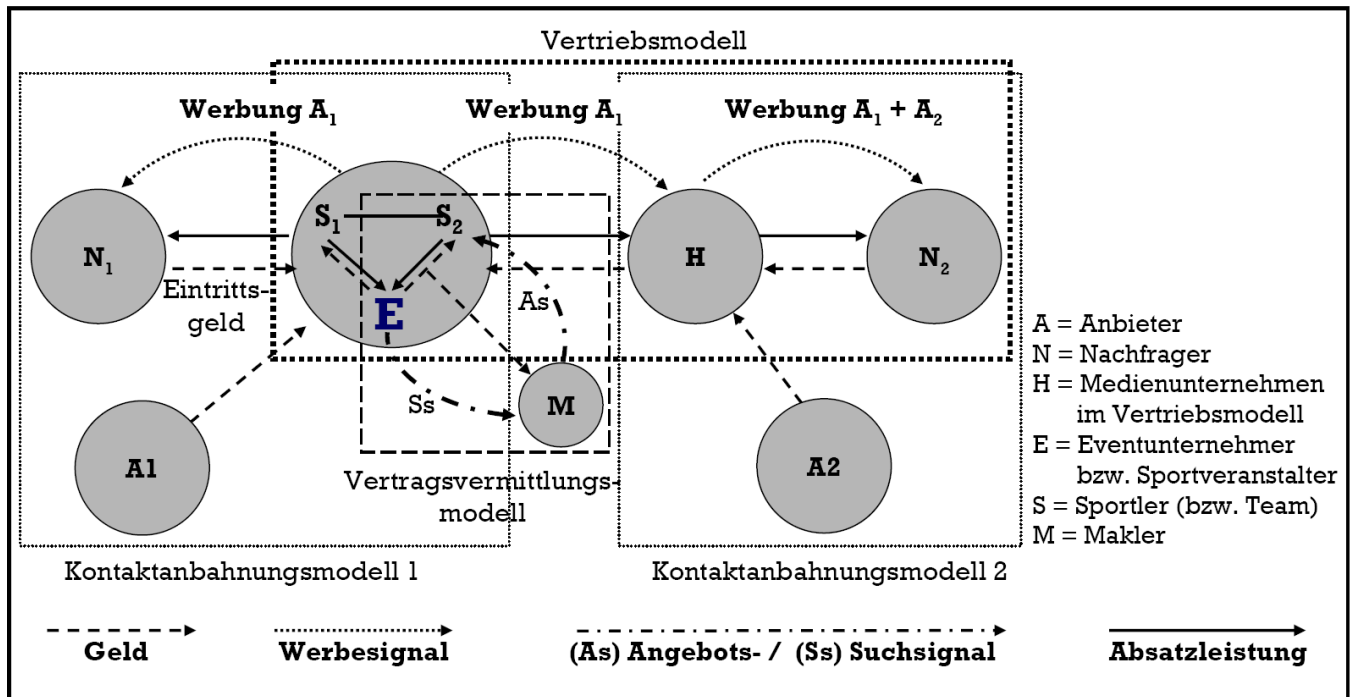 Vertriebsmodell
Werbung A₁
Werbung A₁
Werbung A₁ + A₂
S₁
S₂
N₁
H
N₂
Eintritts-
geld
E
As
Ss
M
A1
A2
Vertragsvermittlungs-
modell
A = Anbieter
N = Nachfrager
H = Medienunternehmen
im Vertriebsmodell
E = Eventunternehmer
bzw. Sportveranstalter
S = Sportler (bzw. Team)
M = Makler
Kontaktanbahnungsmodell 1
Kontaktanbahnungsmodell 2
Geld
Werbesignal
(As) Angebots- / (Ss) Suchsignal
Absatzleistung